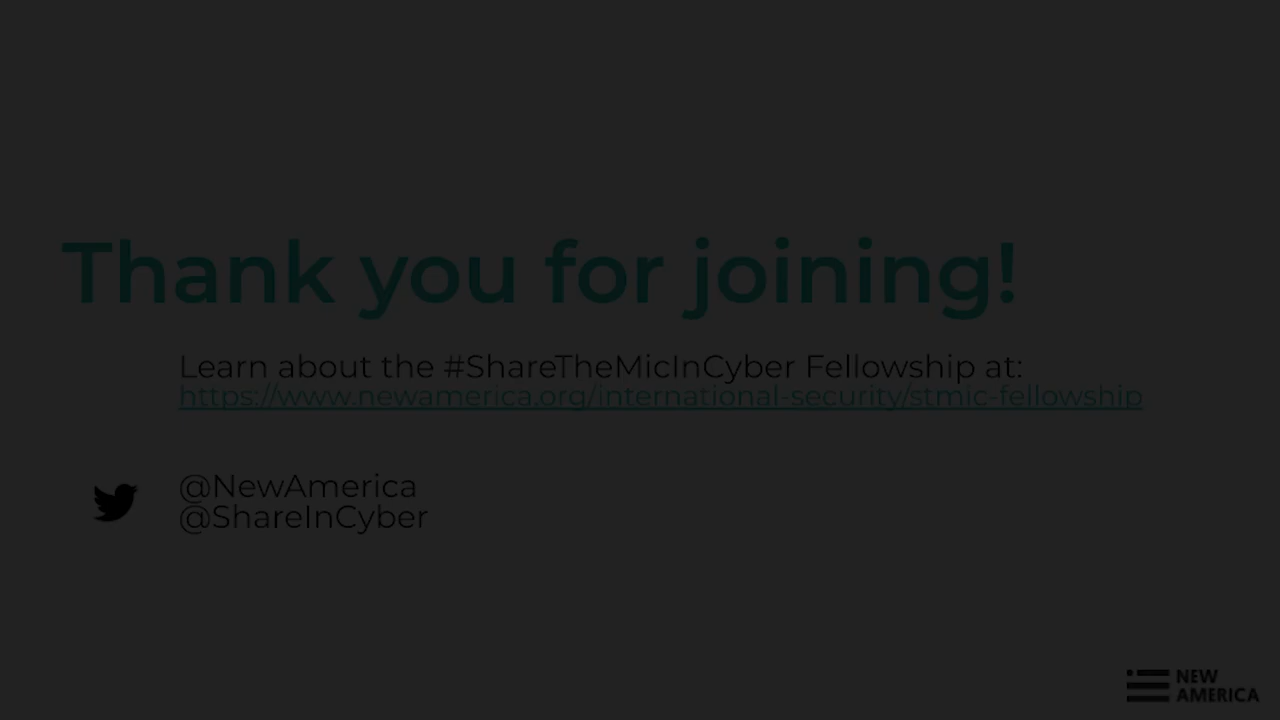 Thank you for joining!
Learn about the #ShareTheMicInCyber Fellowship at:
https://www.newamerica.org/international-security/stmic-fellowship
@NewAmerica
@ShareInCyber
NEW
AMERICA